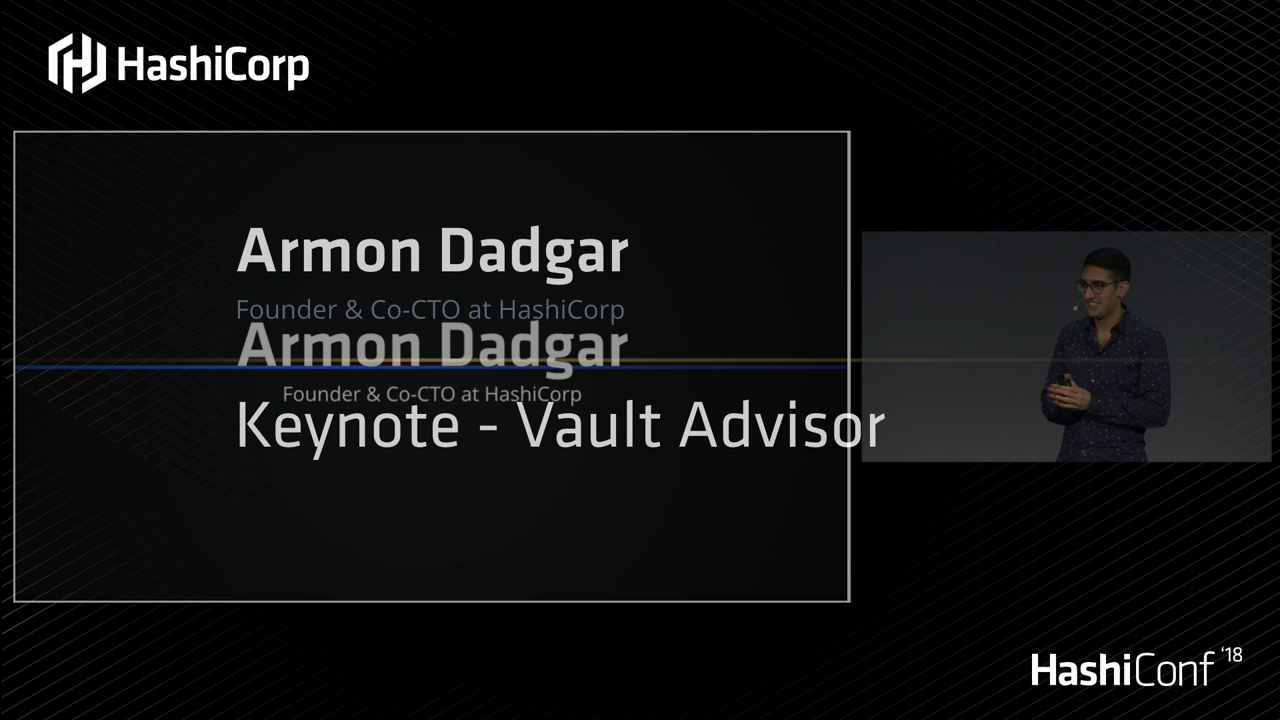 HashiCorp
Armon Dadgar
Founder & Co-CTO at HashiCorp
Armon Dadgar
Founder & Co-CTO at HashiCorp
Keynote - Vault Advisor
HashiConf '18